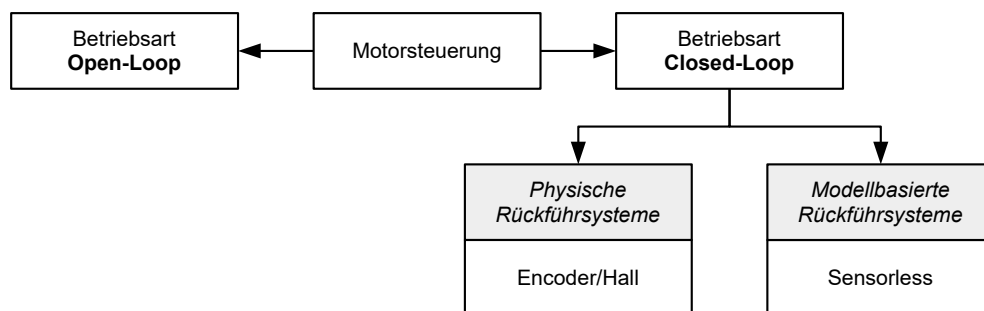 Betriebsart
Open-Loop
Motorsteuerung
Betriebsart
Closed-Loop
Physische
Rückführsysteme
Encoder/Hall
Modellbasierte
Rückführsysteme
Sensorless